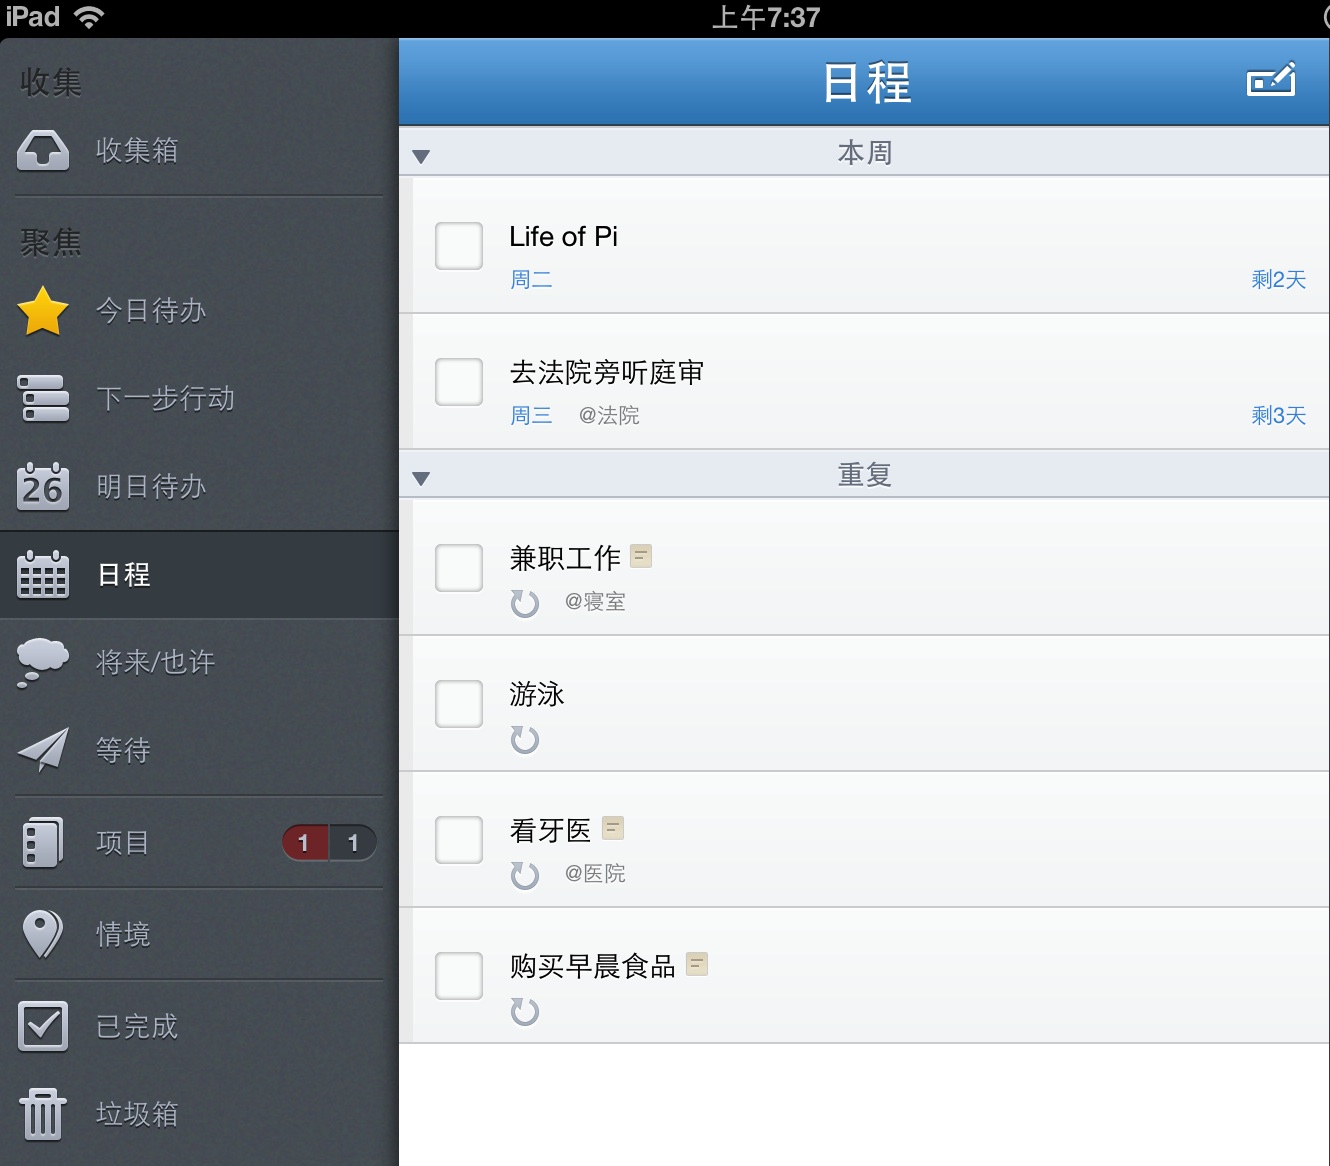 iPad
上午7:37
收集
收集箱
聚焦
今日待办
下一步行动
26
明日待办
日程
将来/也许
等待
项目
1 1
情境
已完成
垃圾箱
日程
本周
Life of Pi
周二 剩2天
去法院旁听庭审
周三 @法院 剩3天
重复
兼职工作
@寝室
游泳
看牙医
@医院
购买早晨食品